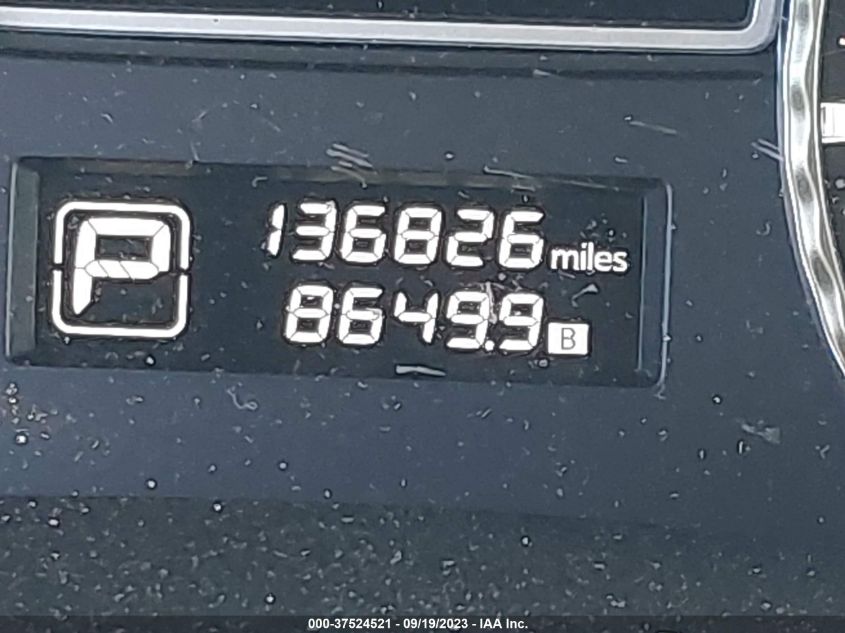 P
136826 miles
8649.9 B
000-37524521 - 09/19/2023 - IAA Inc.